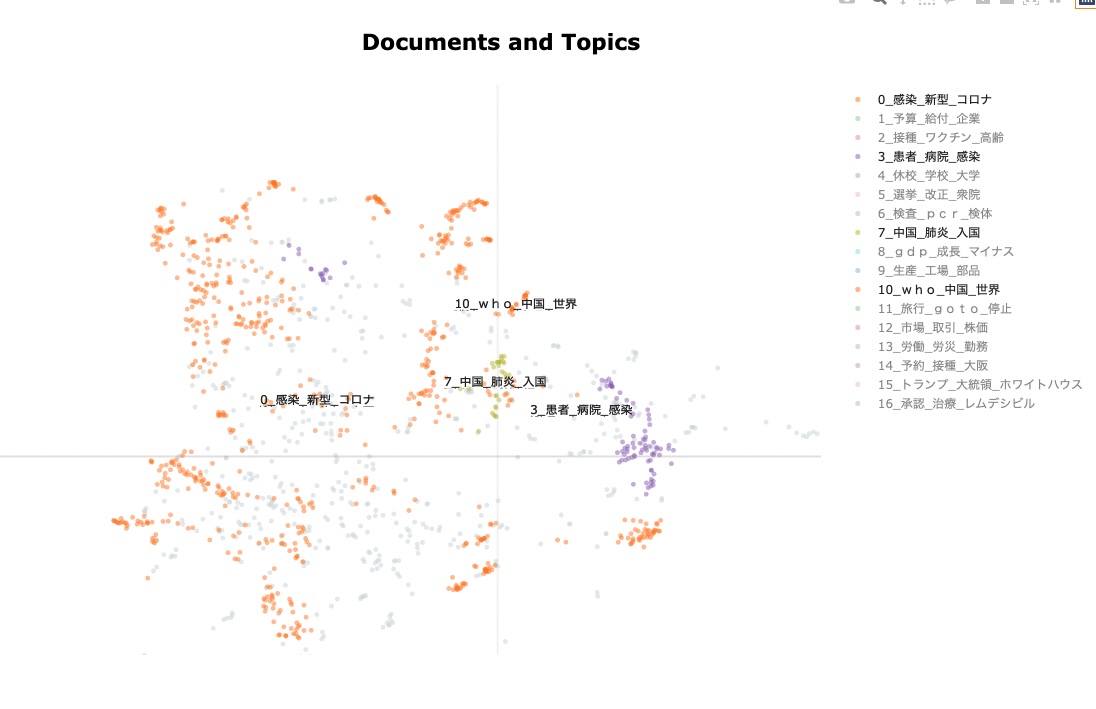 Documents and Topics
0_感染_新型_コロナ
1_予算_給付_企業
2_接種_ワクチン_高齢
3_患者_病院_感染
4_休校_学校_大学
5_選挙_改正_衆院
6_検査_ｐｃｒ_検体
7_中国_肺炎_入国
8_ｇｄｐ_成長_マイナス
9_生産_工場_部品
10_ｗｈｏ_中国_世界
11_旅行_ｇｏｔｏ_停止
12_市場_取引_株価
13_労働_労災_勤務
14_予約_接種_大阪
15_トランプ_大統領_ホワイトハウス
16_承認_治療_レムデシビル
10_ｗｈｏ_中国_世界
7_中国_肺炎_入国
0_感染_新型_コロナ
3_患者_病院_感染